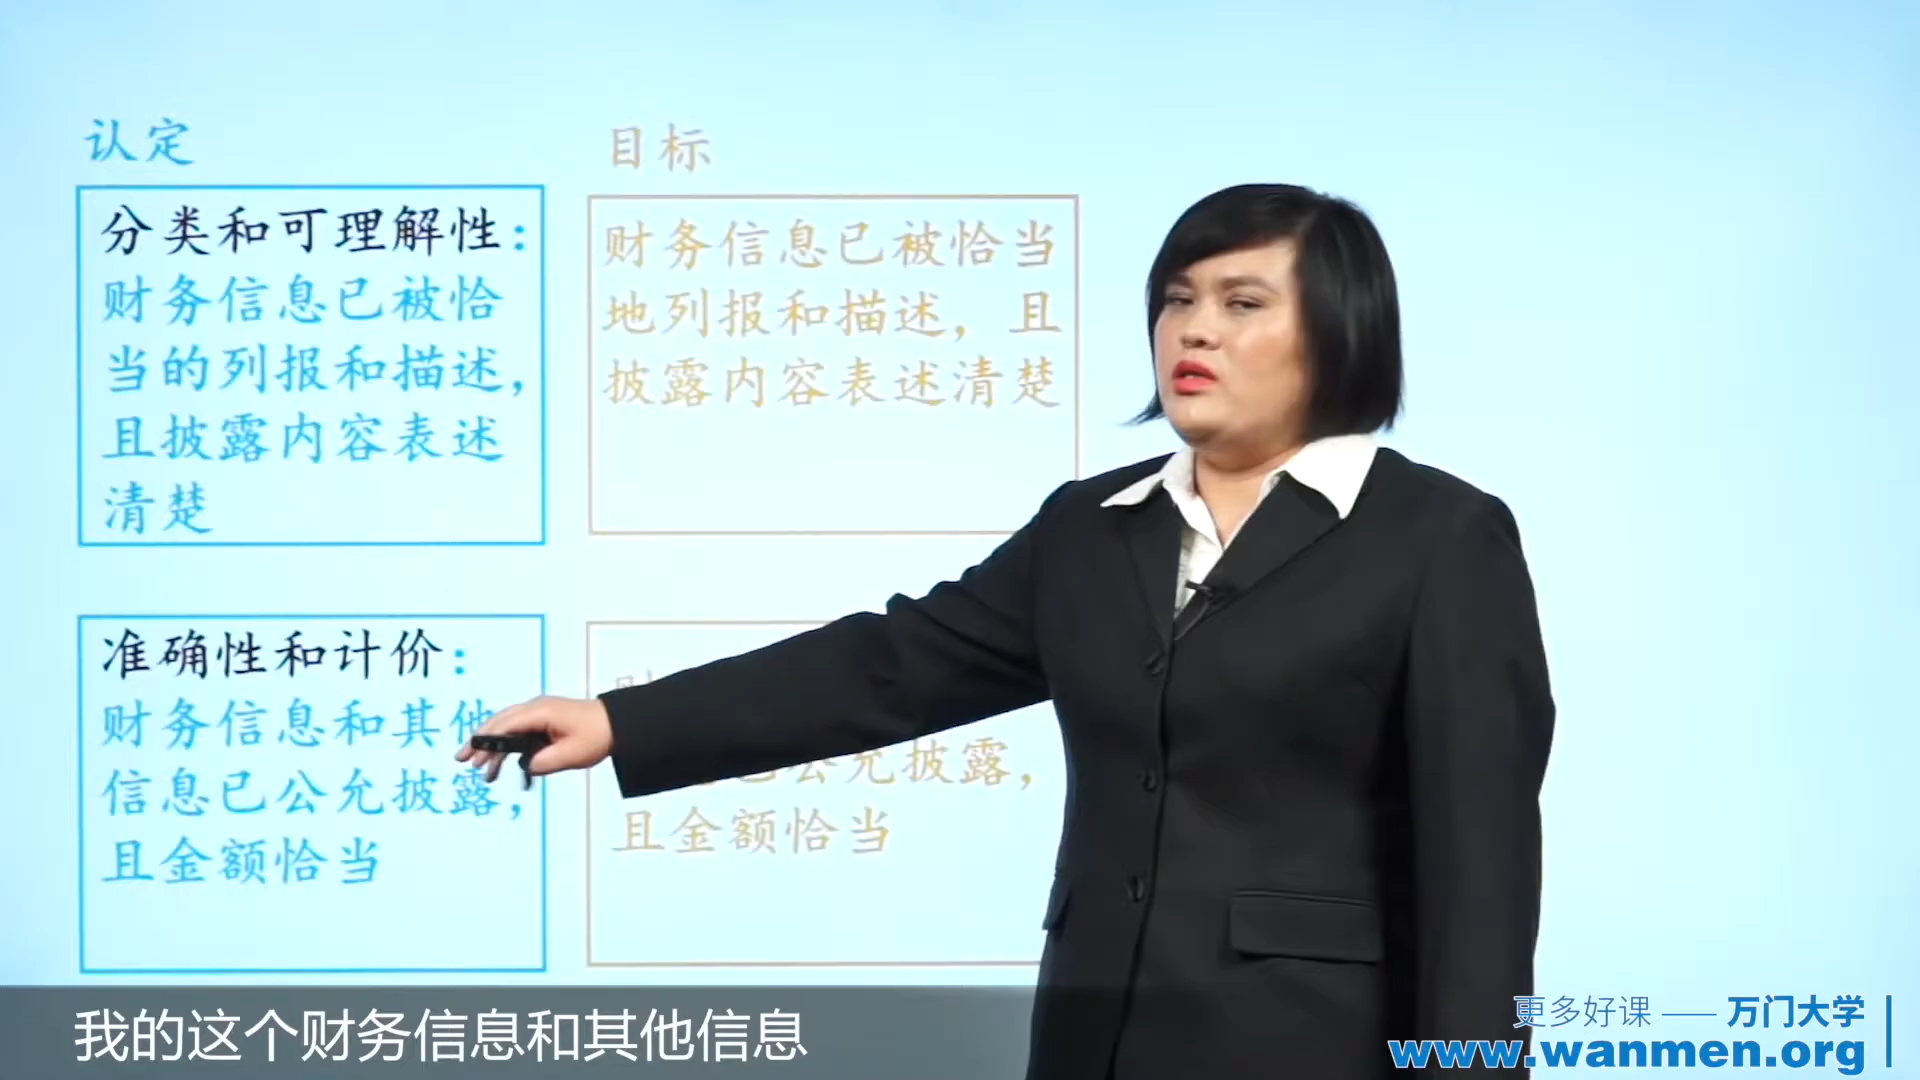 认定
目标
分类和可理解性：
财务信息已被恰
当的列报和描述，
且披露内容表述
清楚
财务信息已被恰当
地列报和描述，且
披露内容表述清楚
准确性和计价：
财务信息和其他
信息已公允披露，
且金额恰当
公允披露，
且金额恰当
我的这个财务信息和其他信息
更多好课 —— 万门大学
www.wanmen.org